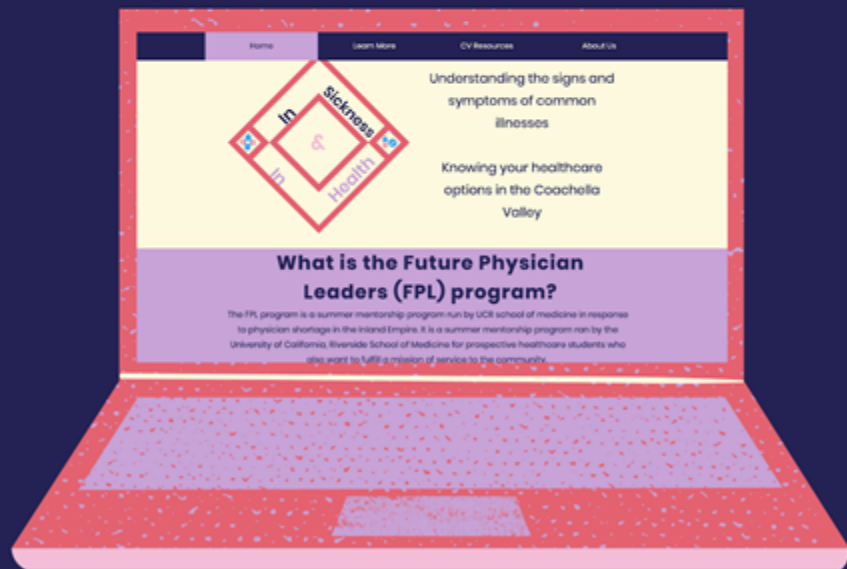 Home
Learn More
CV Resources
About Us
In
Sickness
&
In
Health
Understanding the signs and
symptoms of common
illnesses
Knowing your healthcare
options in the Coachella
Valley
What is the Future Physician
Leaders (FPL) program?
The FPL program is a summer mentorship program run by UCR school of medicine in response
to physician shortage in the Inland Empire. It is a summer mentorship program ran by the
University of California, Riverside School of Medicine for prospective healthcare students who
also want to fulfill a mission of service to the community.